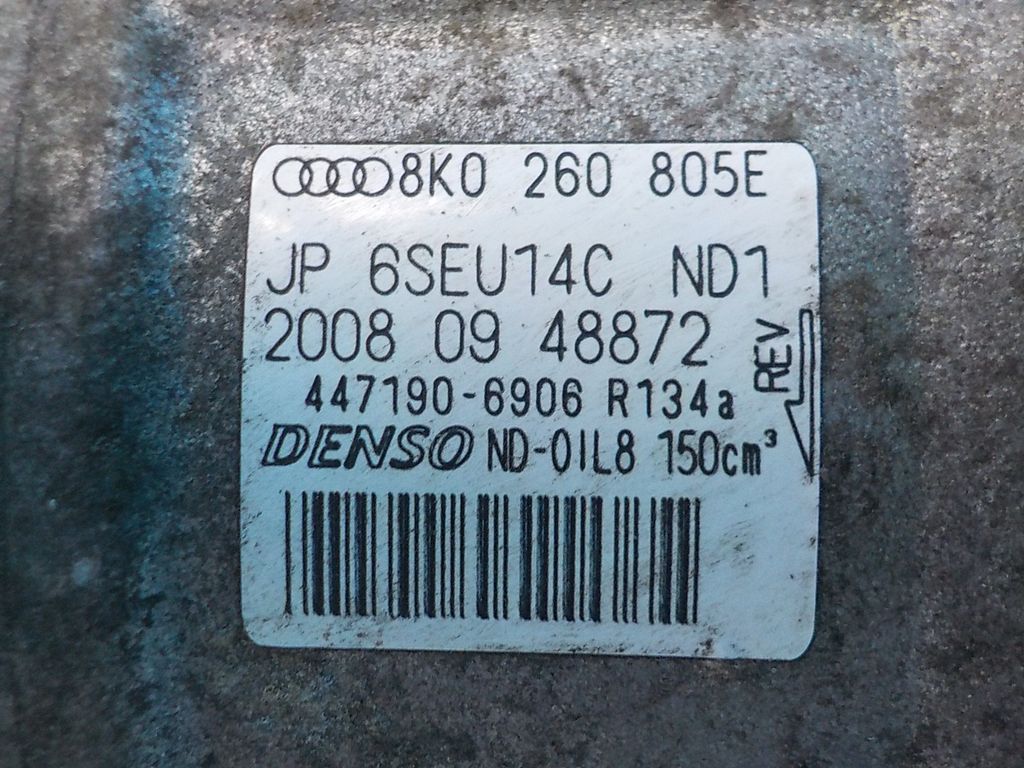 8K0 260 805E
JP 6SEU14C ND1
2008 09 48872
REV
447190-6906 R134a
DENSO ND-OIL8 150cm³